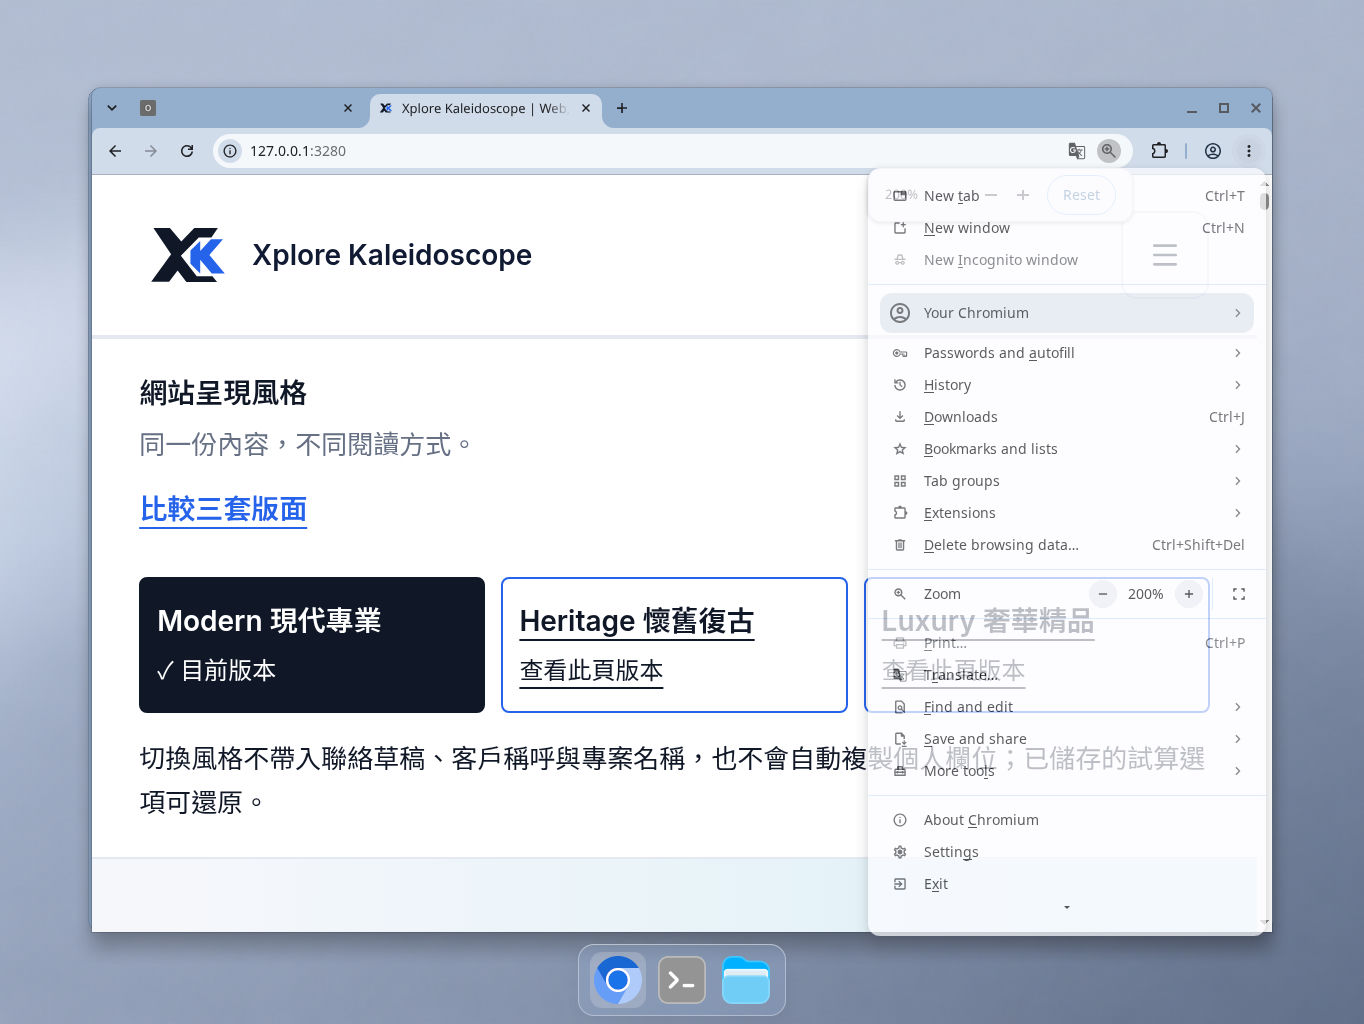 Xplore Kaleidoscope | Web
127.0.0.1:3280
Reset
New tab Ctrl+T
New window Ctrl+N
New Incognito window
Your Chromium
Passwords and autofill
History
Downloads Ctrl+J
Bookmarks and lists
Tab groups
Extensions
Delete browsing data... Ctrl+Shift+Del
Zoom 200%
Print... Ctrl+P
Translate...
Find and edit
Save and share
More tools
About Chromium
Settings
Exit
Xplore Kaleidoscope
網站呈現風格
同一份內容，不同閱讀方式。
比較三套版面
Modern 現代專業
✓ 目前版本
Heritage 懷舊復古
查看此頁版本
Luxury 奢華精品
查看此頁版本
切換風格不帶入聯絡草稿、客戶稱呼與專案名稱，也不會自動複製個人欄位；已儲存的試算選
項可還原。